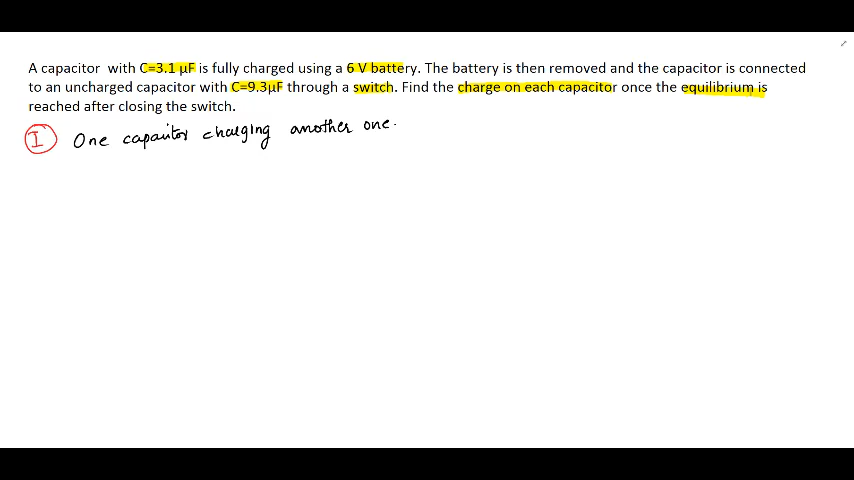 A capacitor with C=3.1 µF is fully charged using a 6 V battery. The battery is then removed and the capacitor is connected
to an uncharged capacitor with C=9.3µF through a switch. Find the charge on each capacitor once the equilibrium is
reached after closing the switch.
I One capaitor charging another one.